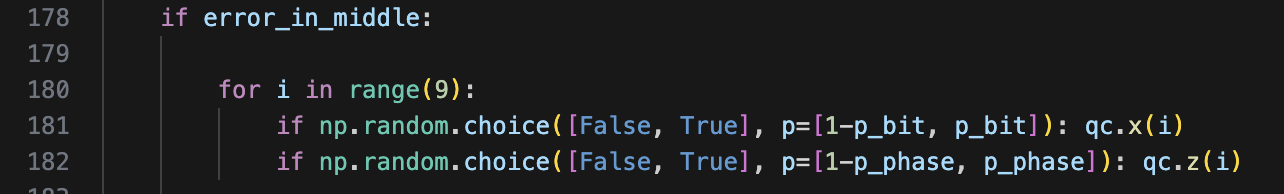 178 if error_in_middle:
179
180 for i in range(9):
181 if np.random.choice([False, True], p=[1-p_bit, p_bit]): qc.x(i)
182 if np.random.choice([False, True], p=[1-p_phase, p_phase]): qc.z(i)